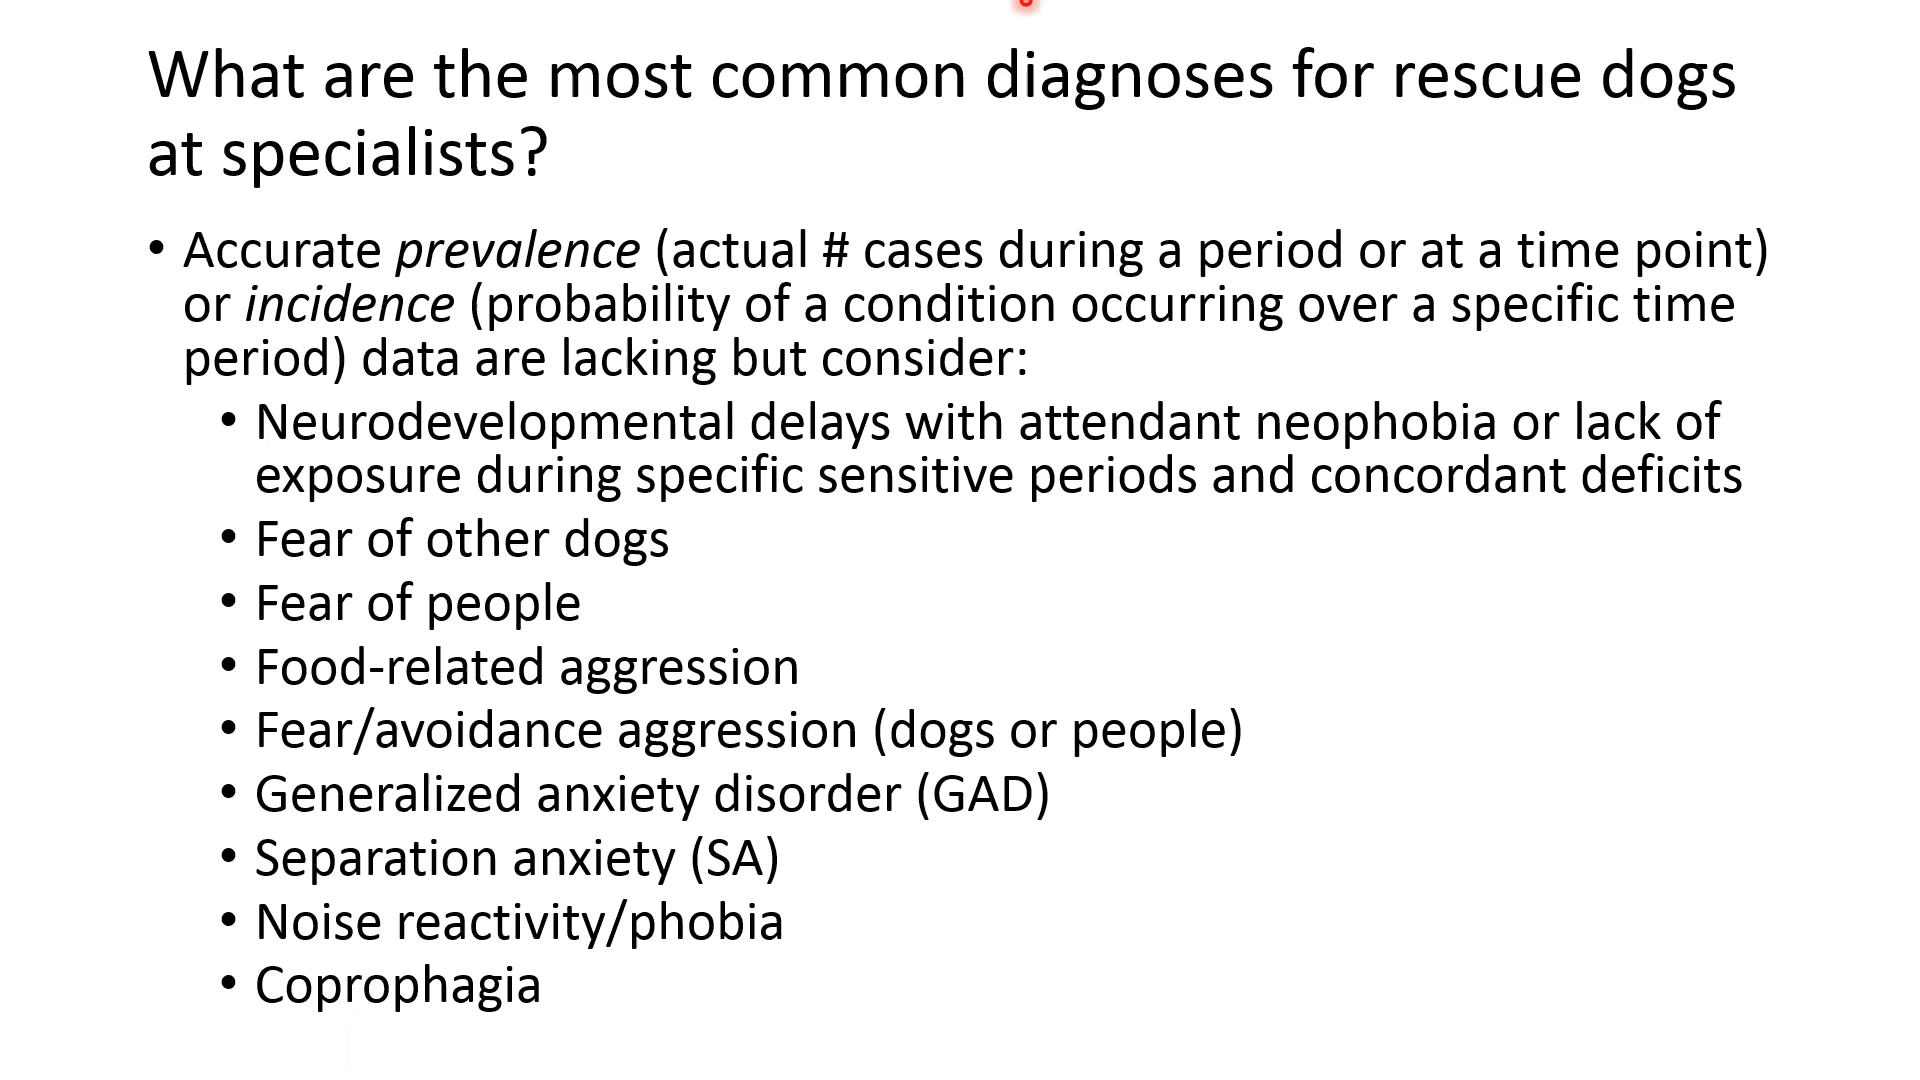 What are the most common diagnoses for rescue dogs
at specialists?
• Accurate prevalence (actual # cases during a period or at a time point)
or incidence (probability of a condition occurring over a specific time
period) data are lacking but consider:
• Neurodevelopmental delays with attendant neophobia or lack of
exposure during specific sensitive periods and concordant deficits
• Fear of other dogs
• Fear of people
• Food-related aggression
• Fear/avoidance aggression (dogs or people)
• Generalized anxiety disorder (GAD)
• Separation anxiety (SA)
• Noise reactivity/phobia
• Coprophagia